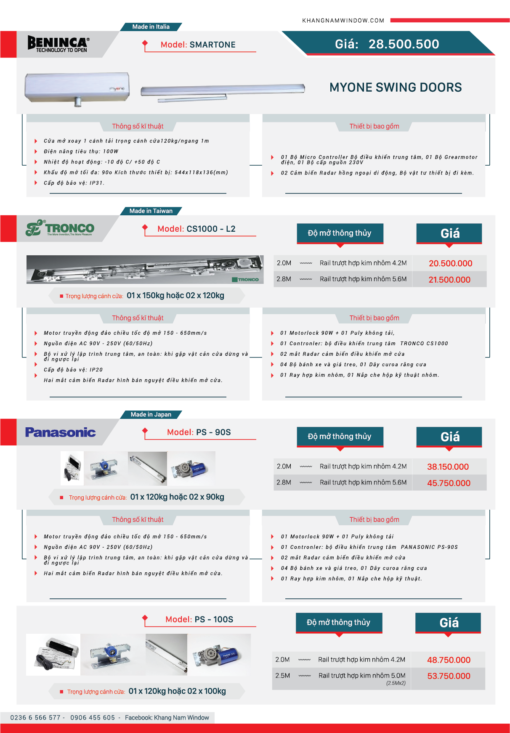 KHANGNAMWINDOW.COM
Made in Italia
BENINCA®
TECHNOLOGY TO OPEN
Model: SMARTONE
Giá: 28.500.500
MYONE SWING DOORS
Thông số kĩ thuật
Cửa mở xoay 1 cánh tải trọng cánh cửa120kg/ngang 1m
Điện năng tiêu thụ: 100W
Nhiệt độ hoạt động: -10 độ C/ +50 độ C
Khẩu độ mở tối đa: 90o Kích thước thiết bị: 544x118x136(mm)
Cấp độ bảo vệ: IP31.
Thiết bị bao gồm
01 Bộ Micro Controller Bộ điều khiển trung tâm, 01 Bộ Grearmotor
điện, 01 Bộ cấp nguồn 230V
02 Cảm biến Radar hồng ngoại di động, Bộ vật tư thiết bị đi kèm.
Made in Taiwan
TRONCO
Model: CS1000 - L2
Độ mở thông thủy
Giá
2.0M
Rail trượt hợp kim nhôm 4.2M
20.500.000
2.8M
Rail trượt hợp kim nhôm 5.6M
21.500.000
TRONCO
Trọng lượng cánh cửa: 01 x 150kg hoặc 02 x 120kg
Thông số kĩ thuật
Motor truyền động đảo chiều tốc độ mở 150 - 650mm/s
Nguồn điện AC 90V - 250V (60/50Hz)
Bộ vi xử lý lập trình trung tâm, an toàn: khi gặp vật cản cửa dừng và
đi ngược lại
Cấp độ bảo vệ: IP20
Hai mắt cảm biến Radar hình bán nguyệt điều khiển mở cửa.
Thiết bị bao gồm
01 Motorlock 90W + 01 Puly không tải,
01 Contronler: bộ điều khiển trung tâm TRONCO CS1000
02 mắt Radar cảm biến điều khiển mở cửa
04 Bộ bánh xe và giá treo, 01 Dây curoa răng cưa
01 Ray hợp kim nhôm, 01 Nắp che hộp kỹ thuật nhôm.
Made in Japan
Panasonic
Model: PS - 90S
Độ mở thông thủy
Giá
2.0M
Rail trượt hợp kim nhôm 4.2M
38.150.000
2.8M
Rail trượt hợp kim nhôm 5.6M
45.750.000
Trọng lượng cánh cửa: 01 x 120kg hoặc 02 x 90kg
Thông số kĩ thuật
Motor truyền động đảo chiều tốc độ mở 150 - 650mm/s
Nguồn điện AC 90V - 250V (60/50Hz)
Bộ vi xử lý lập trình trung tâm, an toàn: khi gặp vật cản cửa dừng và
đi ngược lại
Hai mắt cảm biến Radar hình bán nguyệt điều khiển mở cửa.
Thiết bị bao gồm
01 Motorlock 90W + 01 Puly không tải
01 Contronler: bộ điều khiển trung tâm PANASONIC PS-90S
02 mắt Radar cảm biến điều khiển mở cửa
04 Bộ bánh xe và giá treo, 01 Dây curoa răng cưa
01 Ray hợp kim nhôm, 01 Nắp che hộp kỹ thuật.
Model: PS - 100S
Độ mở thông thủy
Giá
2.0M
Rail trượt hợp kim nhôm 4.2M
48.750.000
2.5M
Rail trượt hợp kim nhôm 5.0M
53.750.000
(2.5Mx2)
Trọng lượng cánh cửa: 01 x 120kg hoặc 02 x 100kg
0236 6 566 577 - 0906 455 605 - Facebook: Khang Nam Window